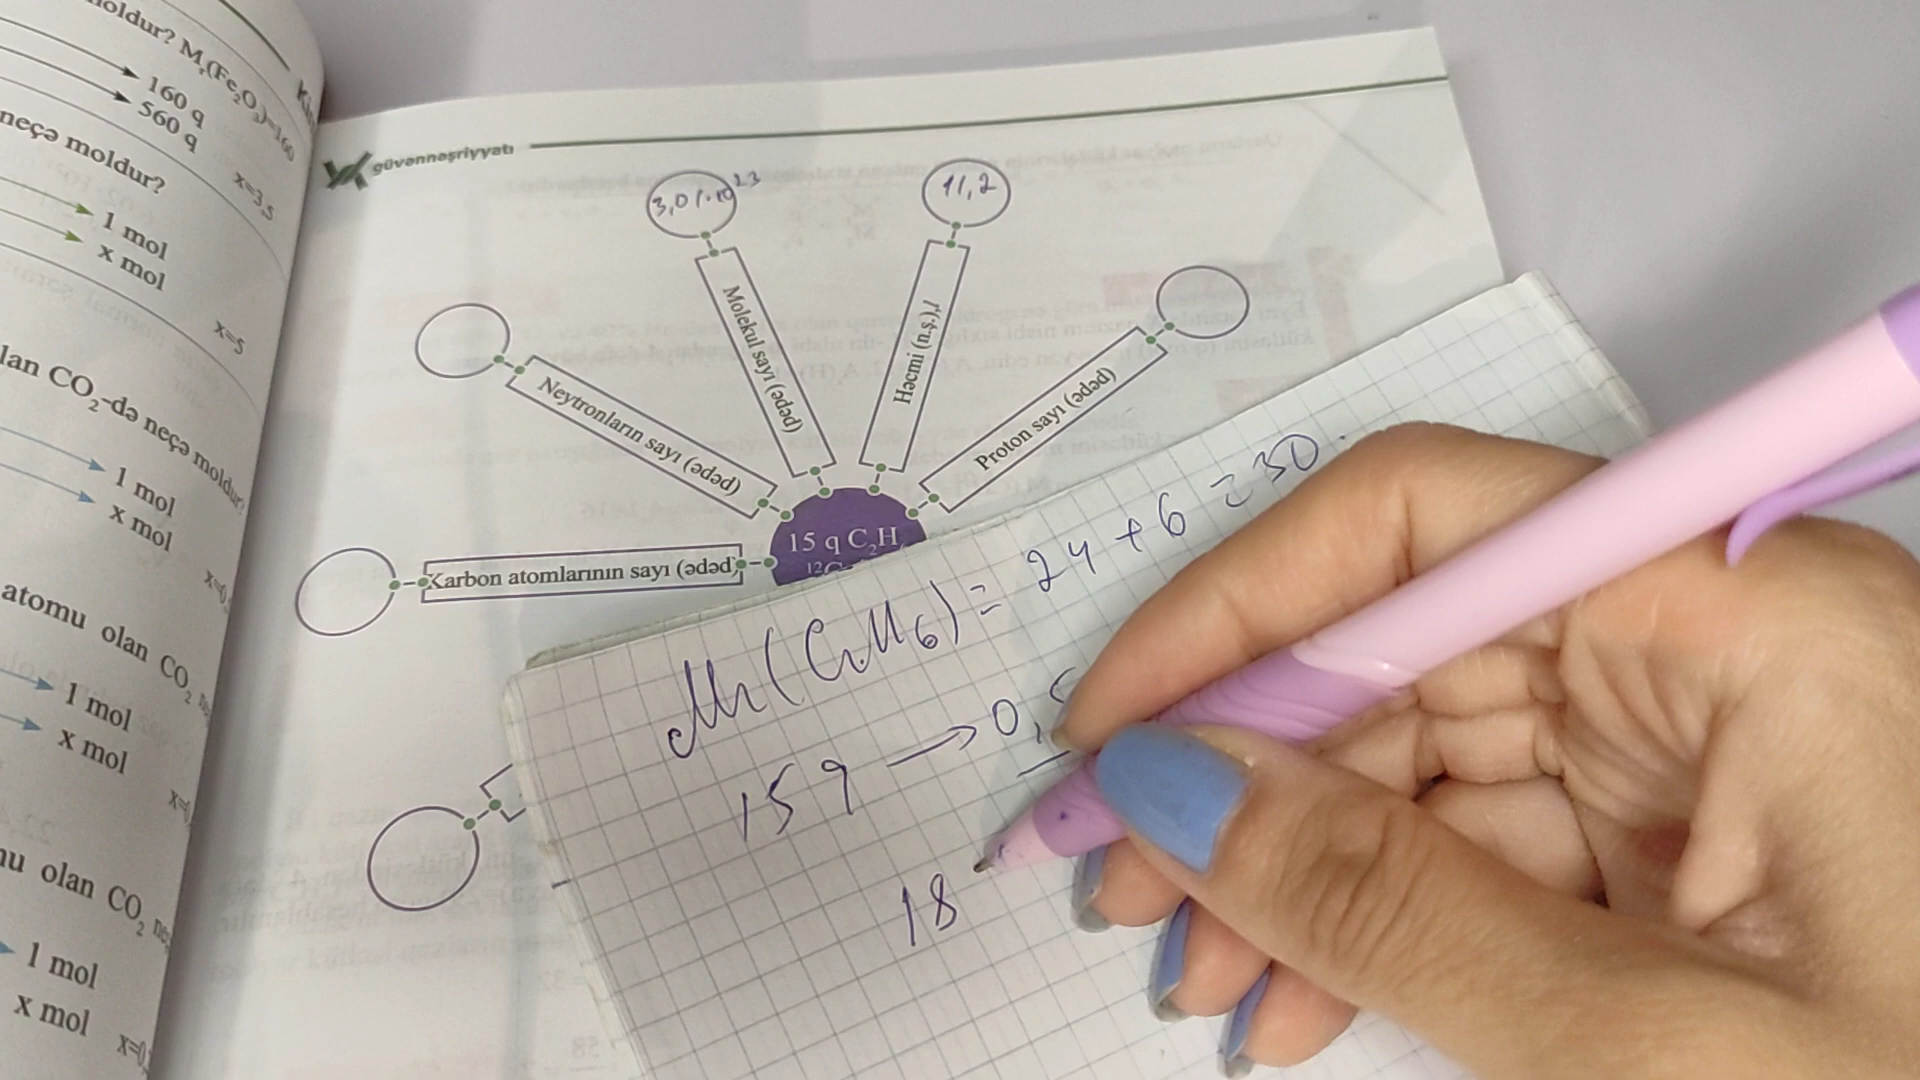 moldur? Mr(Fe2O3)=160
160 q
560 q
x=3,5
neçə moldur?
1 mol
x mol
x=5
lan CO2-də neçə moldur?
1 mol
x mol
atomu olan CO2
1 mol
x mol
olan CO2
1 mol
x mol
güvənnəşriyyatı
3,01.10^23
11,2
Neytronların sayı (ədəd)
Molekul sayı (ədəd)
Həcmi (n.ş.),l
Proton sayı (ədəd)
Karbon atomlarının sayı (ədəd)
15 q C2H
12C
Mr(C2H6) = 24 + 6 = 30
15 q → 0,5
18